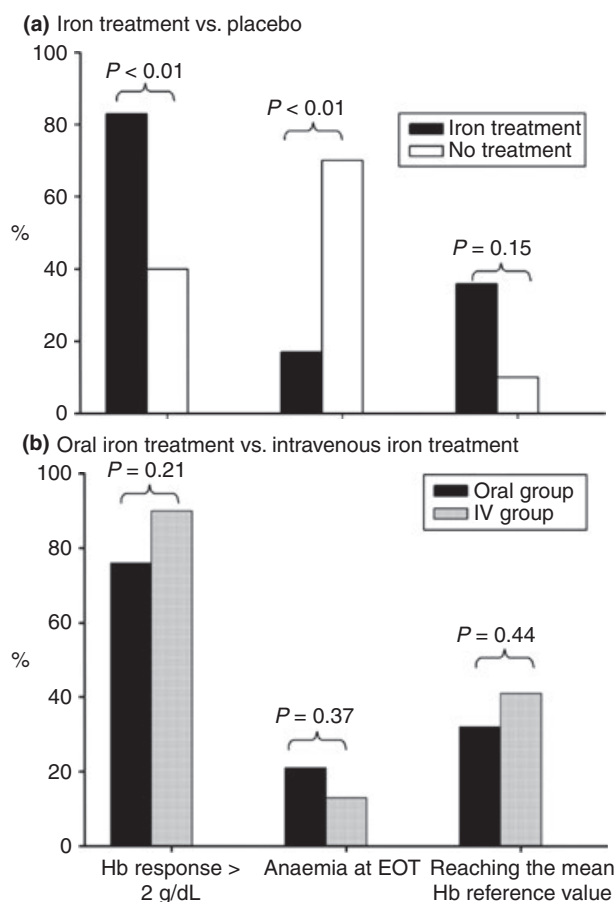 (a) Iron treatment vs. placebo
100
P < 0.01
P < 0.01
80
Iron treatment
No treatment
60
%
P = 0.15
40
20
0
(b) Oral iron treatment vs. intravenous iron treatment
P = 0.21
100
Oral group
IV group
80
60
%
P = 0.44
40
P = 0.37
20
0
Hb response > Anaemia at EOT Reaching the mean
2 g/dL Hb reference value